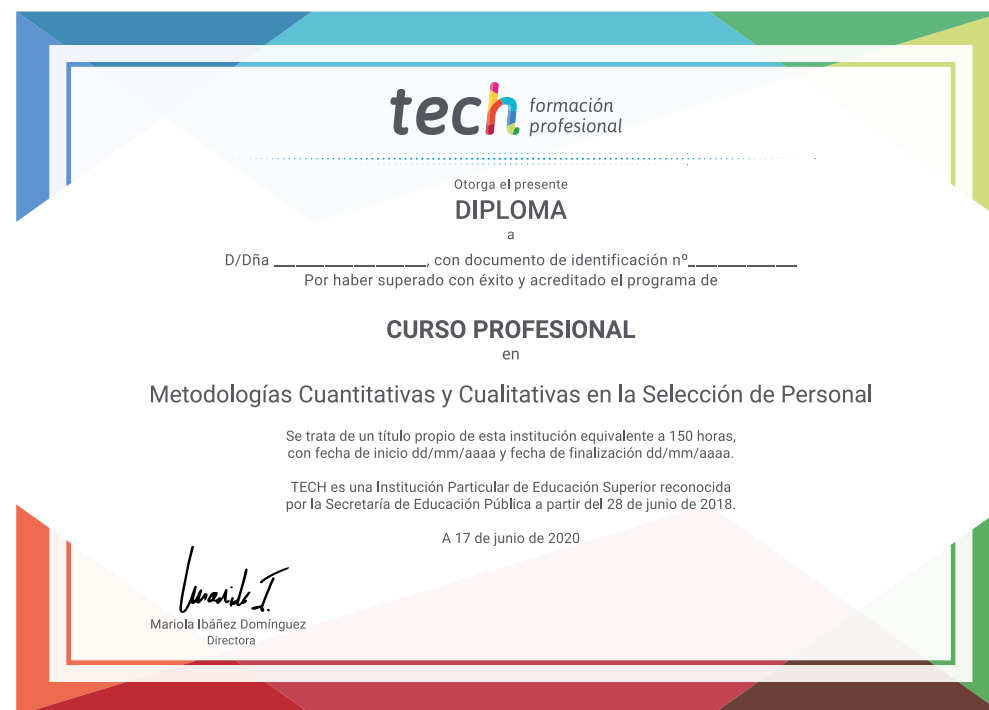 tech formación
profesional
Otorga el presente
DIPLOMA
a
D/Dña ____________________, con documento de identificación nº______________
Por haber superado con éxito y acreditado el programa de
CURSO PROFESIONAL
en
Metodologías Cuantitativas y Cualitativas en la Selección de Personal
Se trata de un título propio de esta institución equivalente a 150 horas,
con fecha de inicio dd/mm/aaaa y fecha de finalización dd/mm/aaaa.
TECH es una Institución Particular de Educación Superior reconocida
por la Secretaría de Educación Pública a partir del 28 de junio de 2018.
A 17 de junio de 2020
Mariola Ibáñez Domínguez
Directora